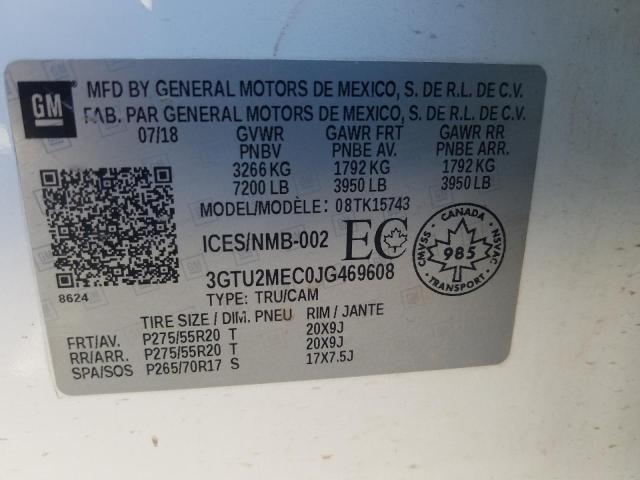 GM
MFD BY GENERAL MOTORS DE MEXICO, S. DE R.L. DE C.V.
FAB. PAR GENERAL MOTORS DE MEXICO, S. DE R.L. DE C.V.
07/18 GVWR GAWR FRT GAWR RR
PNBV PNBE AV. PNBE ARR.
3266 KG 1792 KG 1792 KG
7200 LB 3950 LB 3950 LB
MODEL/MODÈLE: 08TK15743
ICES/NMB-002 EC
CANADA
CMVSS 985 NSVAC
TRANSPORT
3GTU2MEC0JG469608
8624
TYPE: TRU/CAM
TIRE SIZE / DIM. PNEU RIM / JANTE
FRT/AV. P275/55R20 T 20X9J
RR/ARR. P275/55R20 T 20X9J
SPA/SOS P265/70R17 S 17X7.5J